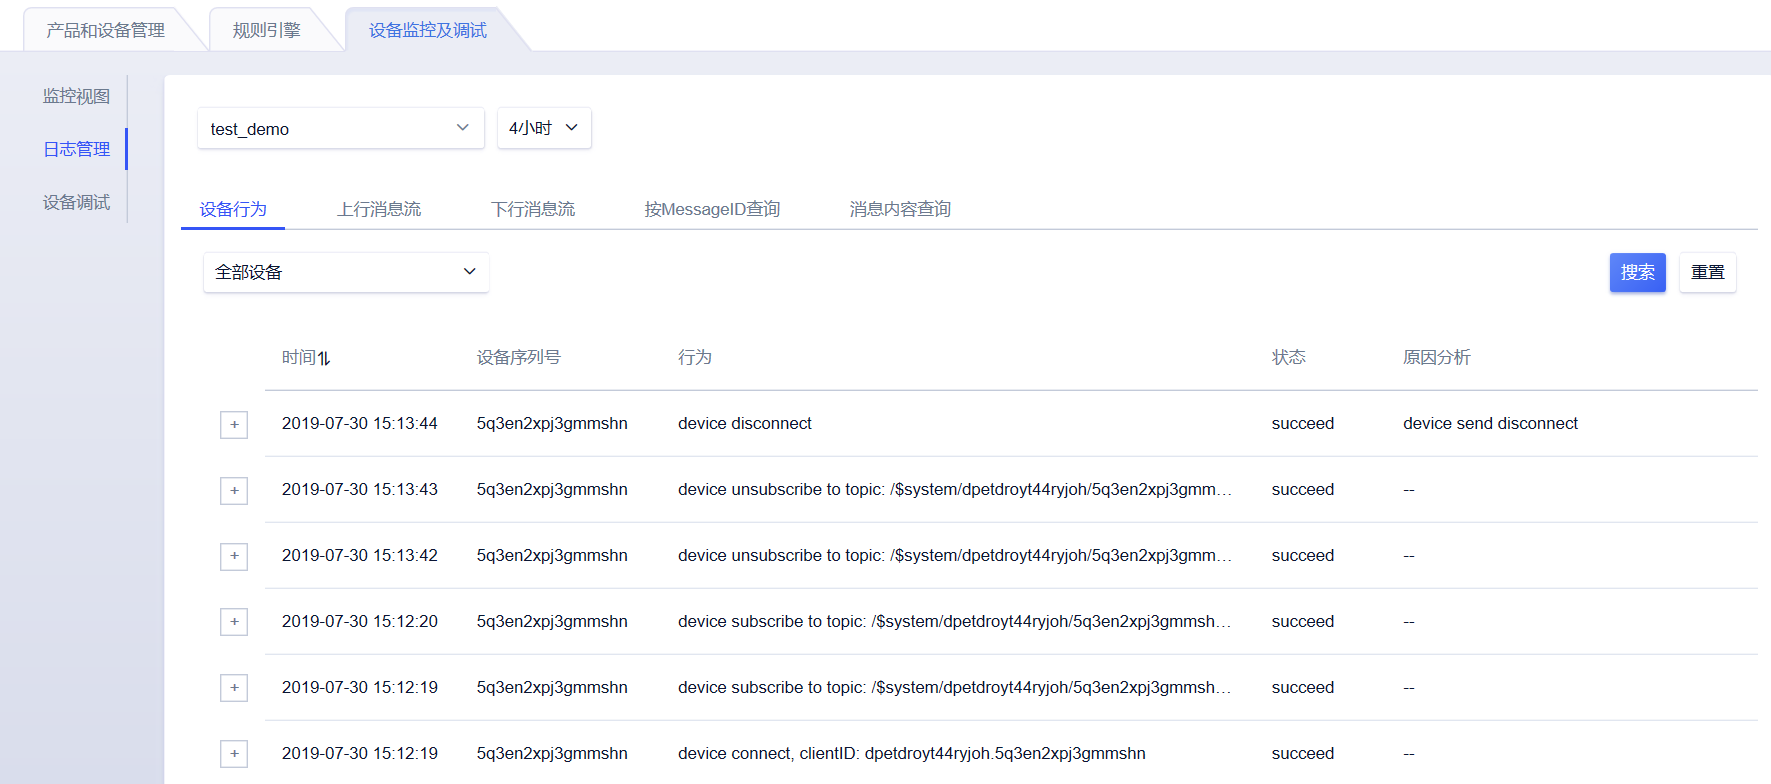 产品和设备管理 规则引擎 设备监控及调试
监控视图
日志管理
设备调试
test_demo 4小时
设备行为 上行消息流 下行消息流 按MessageID查询 消息内容查询
全部设备 搜索 重置
时间 设备序列号 行为 状态 原因分析
+ 2019-07-30 15:13:44 5q3en2xpj3gmmshn device disconnect succeed device send disconnect
+ 2019-07-30 15:13:43 5q3en2xpj3gmmshn device unsubscribe to topic: /$system/dpetdroyt44ryjoh/5q3en2xpj3gmm... succeed --
+ 2019-07-30 15:13:42 5q3en2xpj3gmmshn device unsubscribe to topic: /$system/dpetdroyt44ryjoh/5q3en2xpj3gmm... succeed --
+ 2019-07-30 15:12:20 5q3en2xpj3gmmshn device subscribe to topic: /$system/dpetdroyt44ryjoh/5q3en2xpj3gmmsh... succeed --
+ 2019-07-30 15:12:19 5q3en2xpj3gmmshn device subscribe to topic: /$system/dpetdroyt44ryjoh/5q3en2xpj3gmmsh... succeed --
+ 2019-07-30 15:12:19 5q3en2xpj3gmmshn device connect, clientID: dpetdroyt44ryjoh.5q3en2xpj3gmmshn succeed --